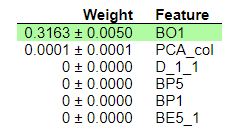 Weight Feature
0.3163 ± 0.0050 BO1
0.0001 ± 0.0001 PCA_col
0 ± 0.0000 D_1_1
0 ± 0.0000 BP5
0 ± 0.0000 BP1
0 ± 0.0000 BE5_1